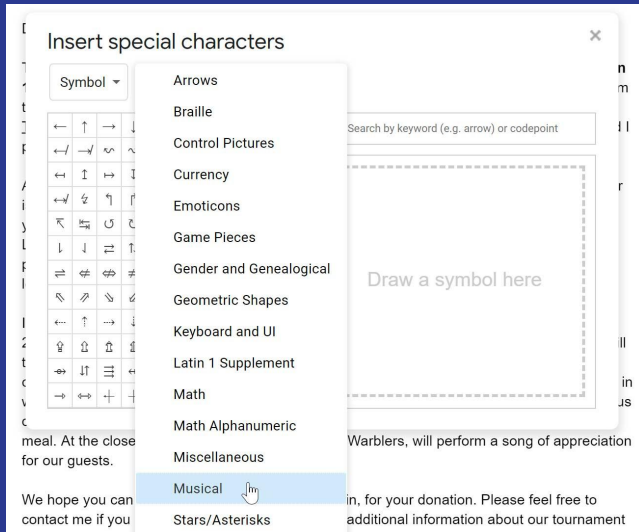 Insert special characters
×
Symbol
Arrows
Braille
Control Pictures
Currency
Emoticons
Game Pieces
Gender and Genealogical
Geometric Shapes
Keyboard and UI
Latin 1 Supplement
Math
Math Alphanumeric
Miscellaneous
Musical
Stars/Asterisks
Search by keyword (e.g. arrow) or codepoint
Draw a symbol here
meal. At the close Warblers, will perform a song of appreciation
for our guests.
We hope you can in, for your donation. Please feel free to
contact me if you additional information about our tournament